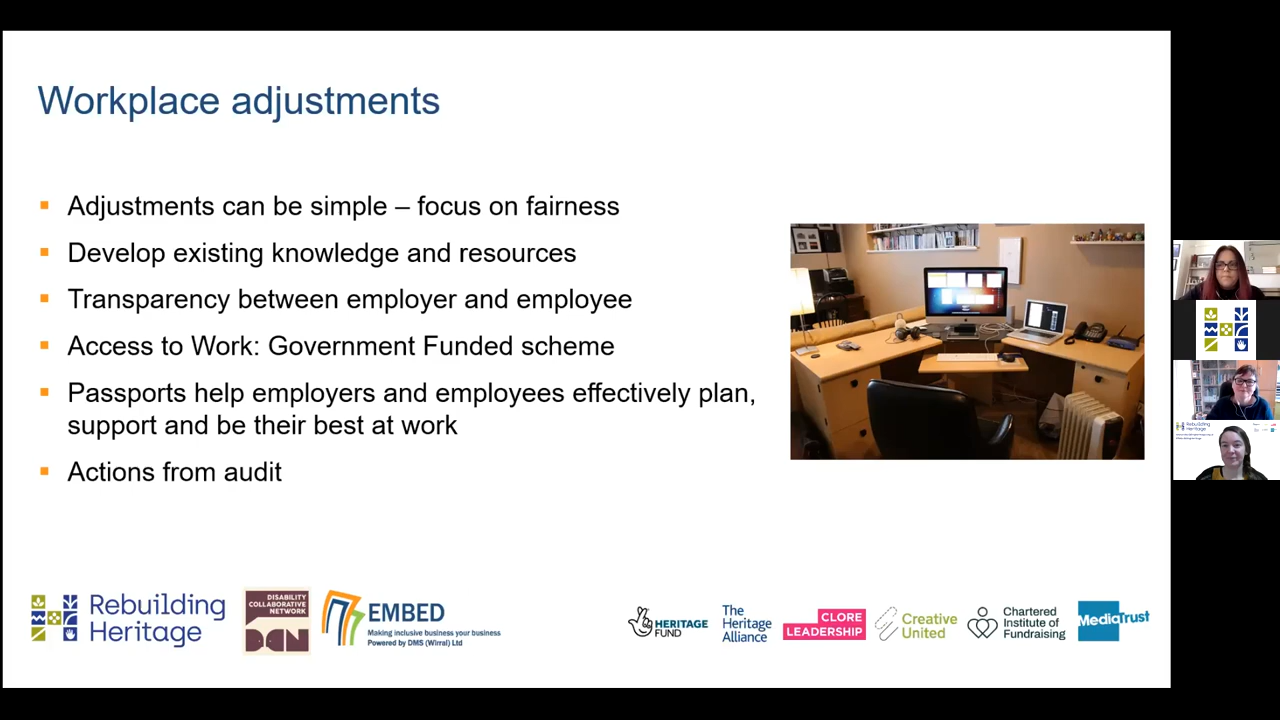 Workplace adjustments
Adjustments can be simple – focus on fairness
Develop existing knowledge and resources
Transparency between employer and employee
Access to Work: Government Funded scheme
Passports help employers and employees effectively plan,
support and be their best at work
Actions from audit
Rebuilding
Heritage
DISABILITY
COLLABORATIVE
NETWORK
DCN
EMBED
Making inclusive business your business
Powered by DMS (Wirral) Ltd
HERITAGE
FUND
The
Heritage
Alliance
CLORE
LEADERSHIP
Creative
United
Chartered
Institute of
Fundraising
MediaTrust
Rebuilding
Heritage